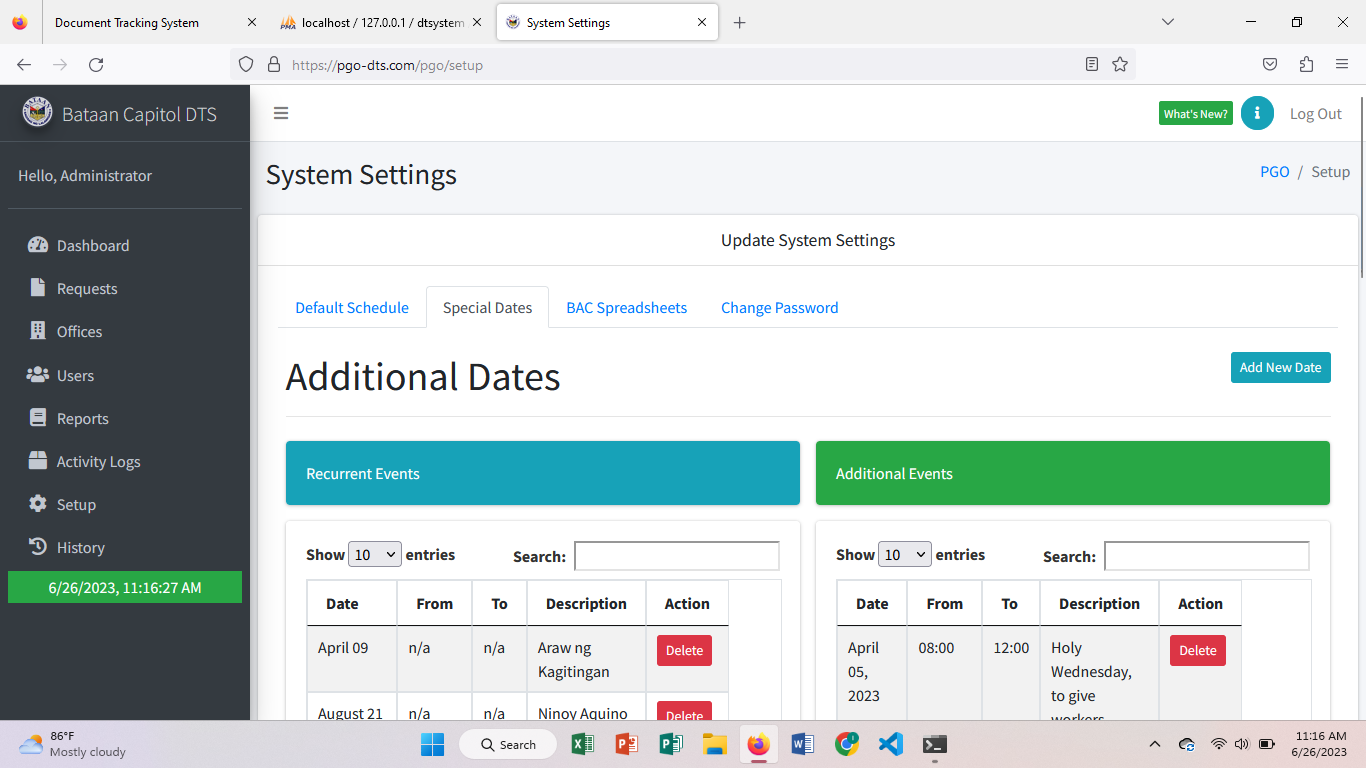 Document Tracking System
localhost / 127.0.0.1 / dtsystem
System Settings
https://pgo-dts.com/pgo/setup
Bataan Capitol DTS
What's New?
Log Out
Hello, Administrator
Dashboard
Requests
Offices
Users
Reports
Activity Logs
Setup
History
6/26/2023, 11:16:27 AM
System Settings
PGO / Setup
Update System Settings
Default Schedule Special Dates BAC Spreadsheets Change Password
Additional Dates
Add New Date
Recurrent Events
Show 10 entries Search:
Date From To Description Action
April 09 n/a n/a Araw ng Kagitingan Delete
August 21 n/a n/a Ninoy Aquino Delete
Additional Events
Show 10 entries Search:
Date From To Description Action
April 05, 2023 08:00 12:00 Holy Wednesday, to give workers Delete
86°F
Mostly cloudy
Search
11:16 AM
6/26/2023